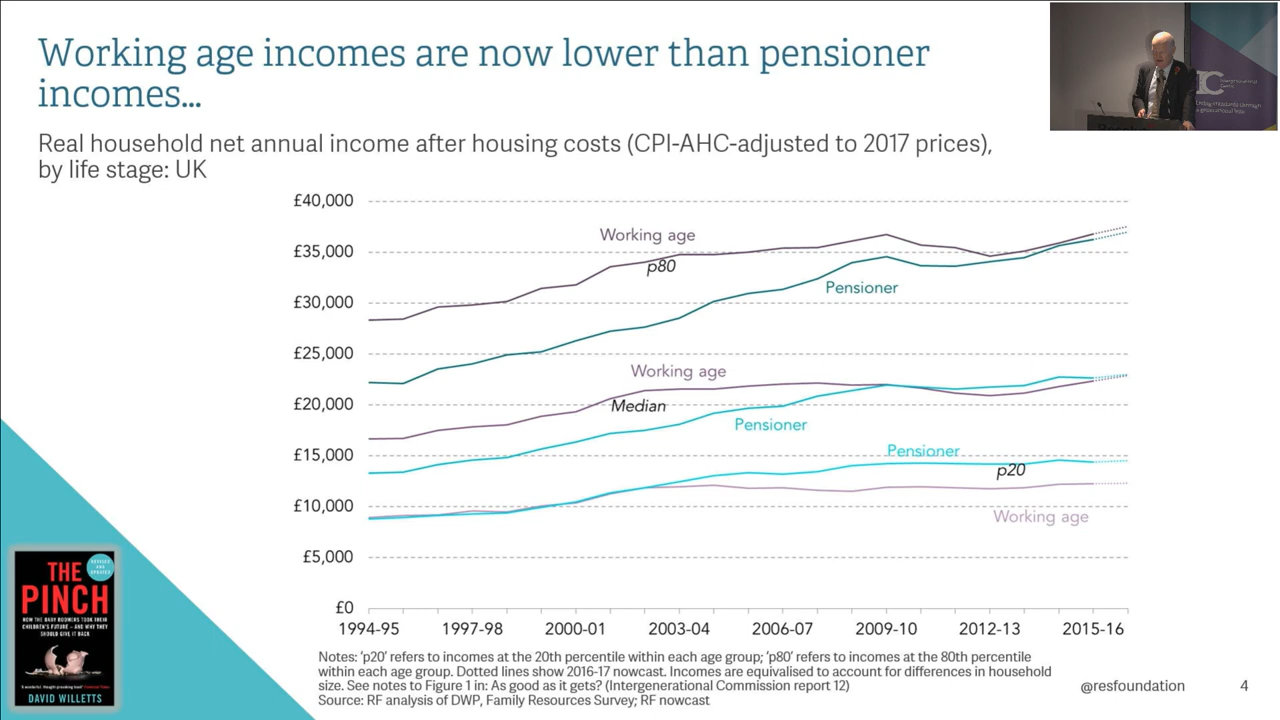 Working age incomes are now lower than pensioner
incomes...
Real household net annual income after housing costs (CPI-AHC-adjusted to 2017 prices),
by life stage: UK
£40,000
£35,000
£30,000
£25,000
£20,000
£15,000
£10,000
£5,000
£0
Working age
p80
Pensioner
Working age
Median
Pensioner
Pensioner
p20
Working age
1994-95 1997-98 2000-01 2003-04 2006-07 2009-10 2012-13 2015-16
Notes: 'p20' refers to incomes at the 20th percentile within each age group; 'p80' refers to incomes at the 80th percentile
within each age group. Dotted lines show 2016-17 nowcast. Incomes are equivalised to account for differences in household
size. See notes to Figure 1 in: As good as it gets? (Intergenerational Commission report 12)
Source: RF analysis of DWP, Family Resources Survey; RF nowcast
@resfoundation
4
THE
PINCH
HOW THE BABY BOOMERS TOOK THEIR
CHILDREN'S FUTURE – AND WHY THEY
SHOULD GIVE IT BACK
DAVID WILLETTS
IC